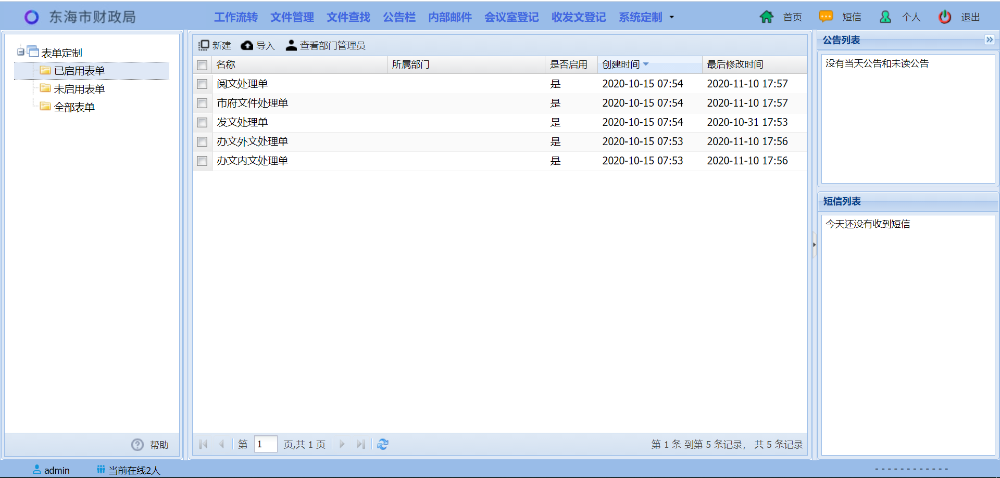 东海市财政局 工作流转 文件管理 文件查找 公告栏 内部邮件 会议室登记 收发文登记 系统定制 首页 短信 个人 退出
表单定制
已启用表单
未启用表单
全部表单
帮助
新建 导入 查看部门管理员
名称 所属部门 是否启用 创建时间 最后修改时间
阅文处理单 是 2020-10-15 07:54 2020-11-10 17:57
市府文件处理单 是 2020-10-15 07:54 2020-11-10 17:57
发文处理单 是 2020-10-15 07:54 2020-10-31 17:53
办文外文处理单 是 2020-10-15 07:53 2020-11-10 17:56
办文内文处理单 是 2020-10-15 07:53 2020-11-10 17:56
第 1 页,共 1 页 第 1 条 到第 5 条记录， 共 5 条记录
公告列表
没有当天公告和未读公告
短信列表
今天还没有收到短信
admin 当前在线2人 - - - - - - - - - - - -